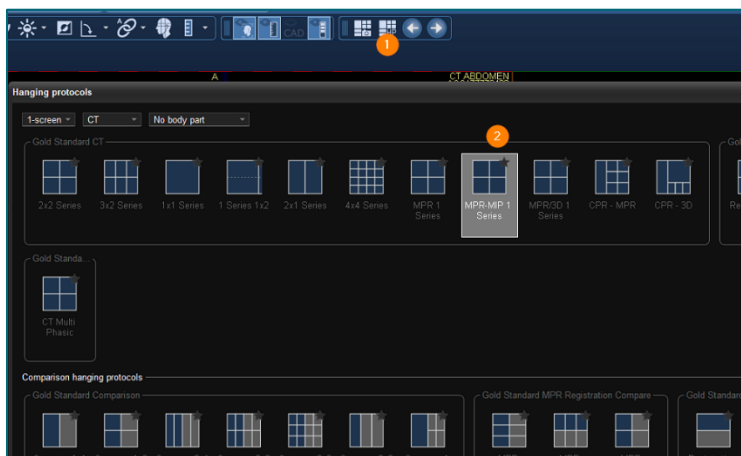 CAD
1
A
CT ABDOMEN
Hanging protocols
1-screen
CT
No body part
2
Gold Standard CT
2x2 Series
3x2 Series
1x1 Series
1 Series 1x2
2x1 Series
4x4 Series
MPR 1
Series
MPR-MIP 1
Series
MPR/3D 1
Series
CPR - MPR
CPR - 3D
Gold Standa...
CT Multi
Phasic
Comparison hanging protocols
Gold Standard Comparison
Gold Standard MPR Registration Compare
Gold Standard